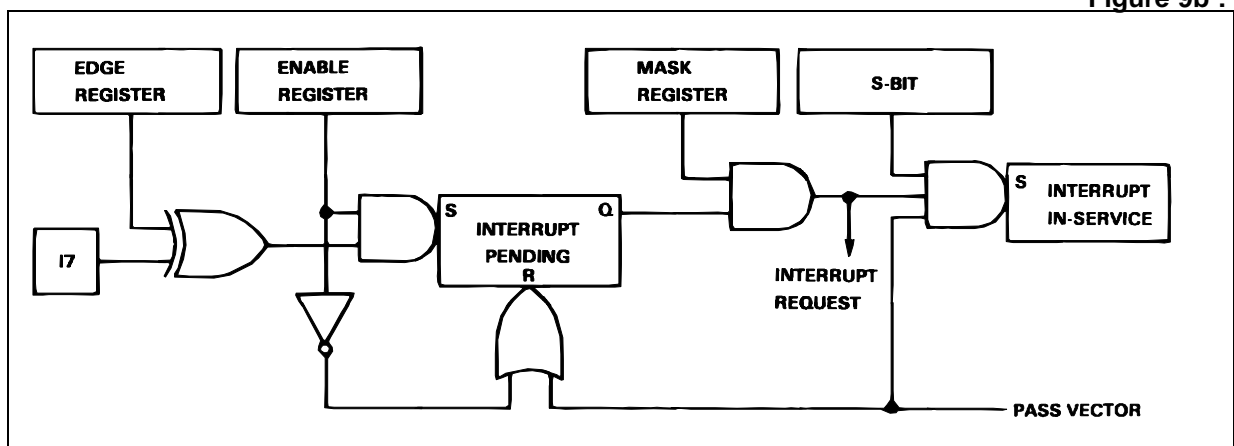 Figure 9b :
EDGE
REGISTER
ENABLE
REGISTER
MASK
REGISTER
S-BIT
I7
S
Q
INTERRUPT
PENDING
R
INTERRUPT
REQUEST
S
INTERRUPT
IN-SERVICE
PASS VECTOR